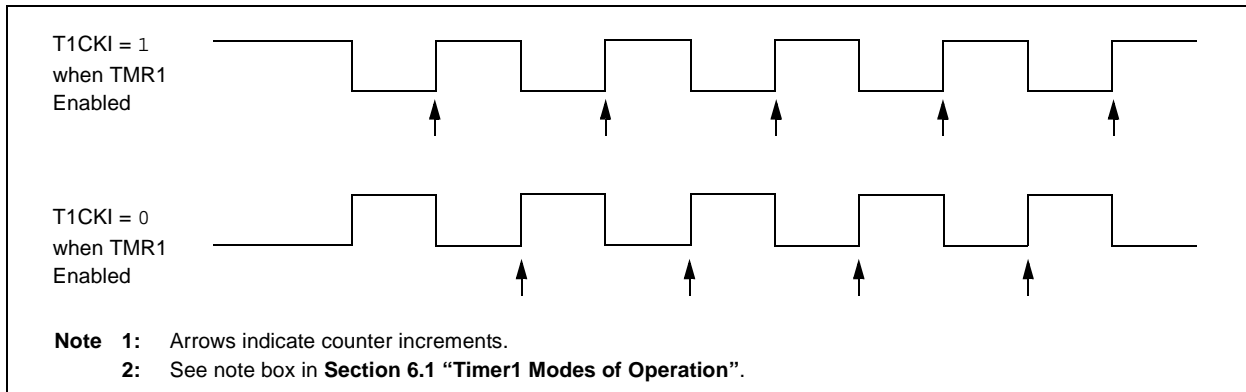 T1CKI = 1
when TMR1
Enabled
T1CKI = 0
when TMR1
Enabled
Note 1: Arrows indicate counter increments.
2: See note box in Section 6.1 “Timer1 Modes of Operation”.